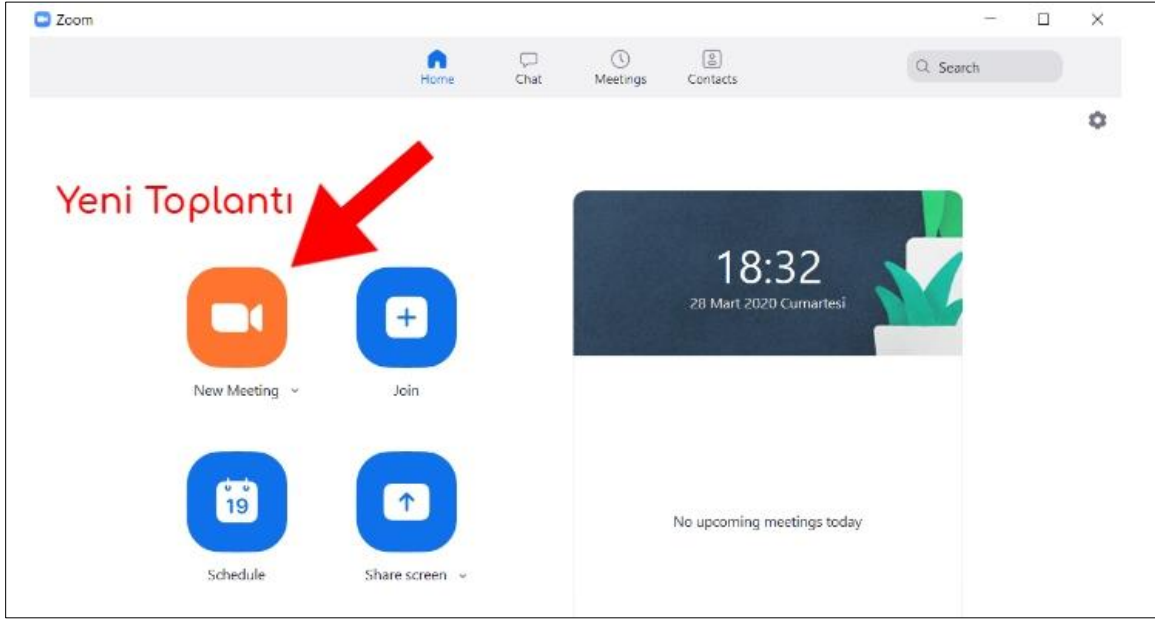 Zoom
Home Chat Meetings Contacts
Search
Yeni Toplantı
18:32
28 Mart 2020 Cumartesi
New Meeting
Join
19
Schedule
Share screen
No upcoming meetings today